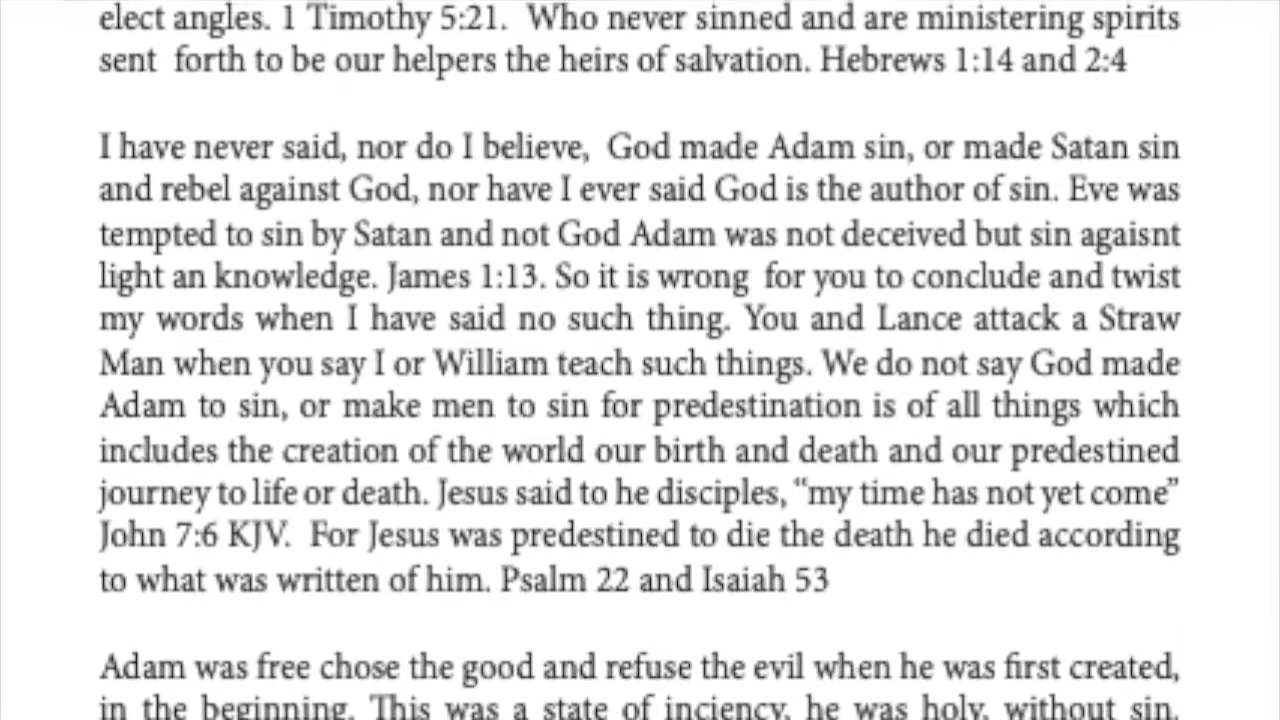 elect angles. 1 Timothy 5:21. Who never sinned and are ministering spirits
sent forth to be our helpers the heirs of salvation. Hebrews 1:14 and 2:4
I have never said, nor do I believe, God made Adam sin, or made Satan sin
and rebel against God, nor have I ever said God is the author of sin. Eve was
tempted to sin by Satan and not God Adam was not deceived but sin agaisnt
light an knowledge. James 1:13. So it is wrong for you to conclude and twist
my words when I have said no such thing. You and Lance attack a Straw
Man when you say I or William teach such things. We do not say God made
Adam to sin, or make men to sin for predestination is of all things which
includes the creation of the world our birth and death and our predestined
journey to life or death. Jesus said to he disciples, “my time has not yet come”
John 7:6 KJV. For Jesus was predestined to die the death he died according
to what was written of him. Psalm 22 and Isaiah 53
Adam was free chose the good and refuse the evil when he was first created,
in the beginning. This was a state of inciency, he was holy, without sin,